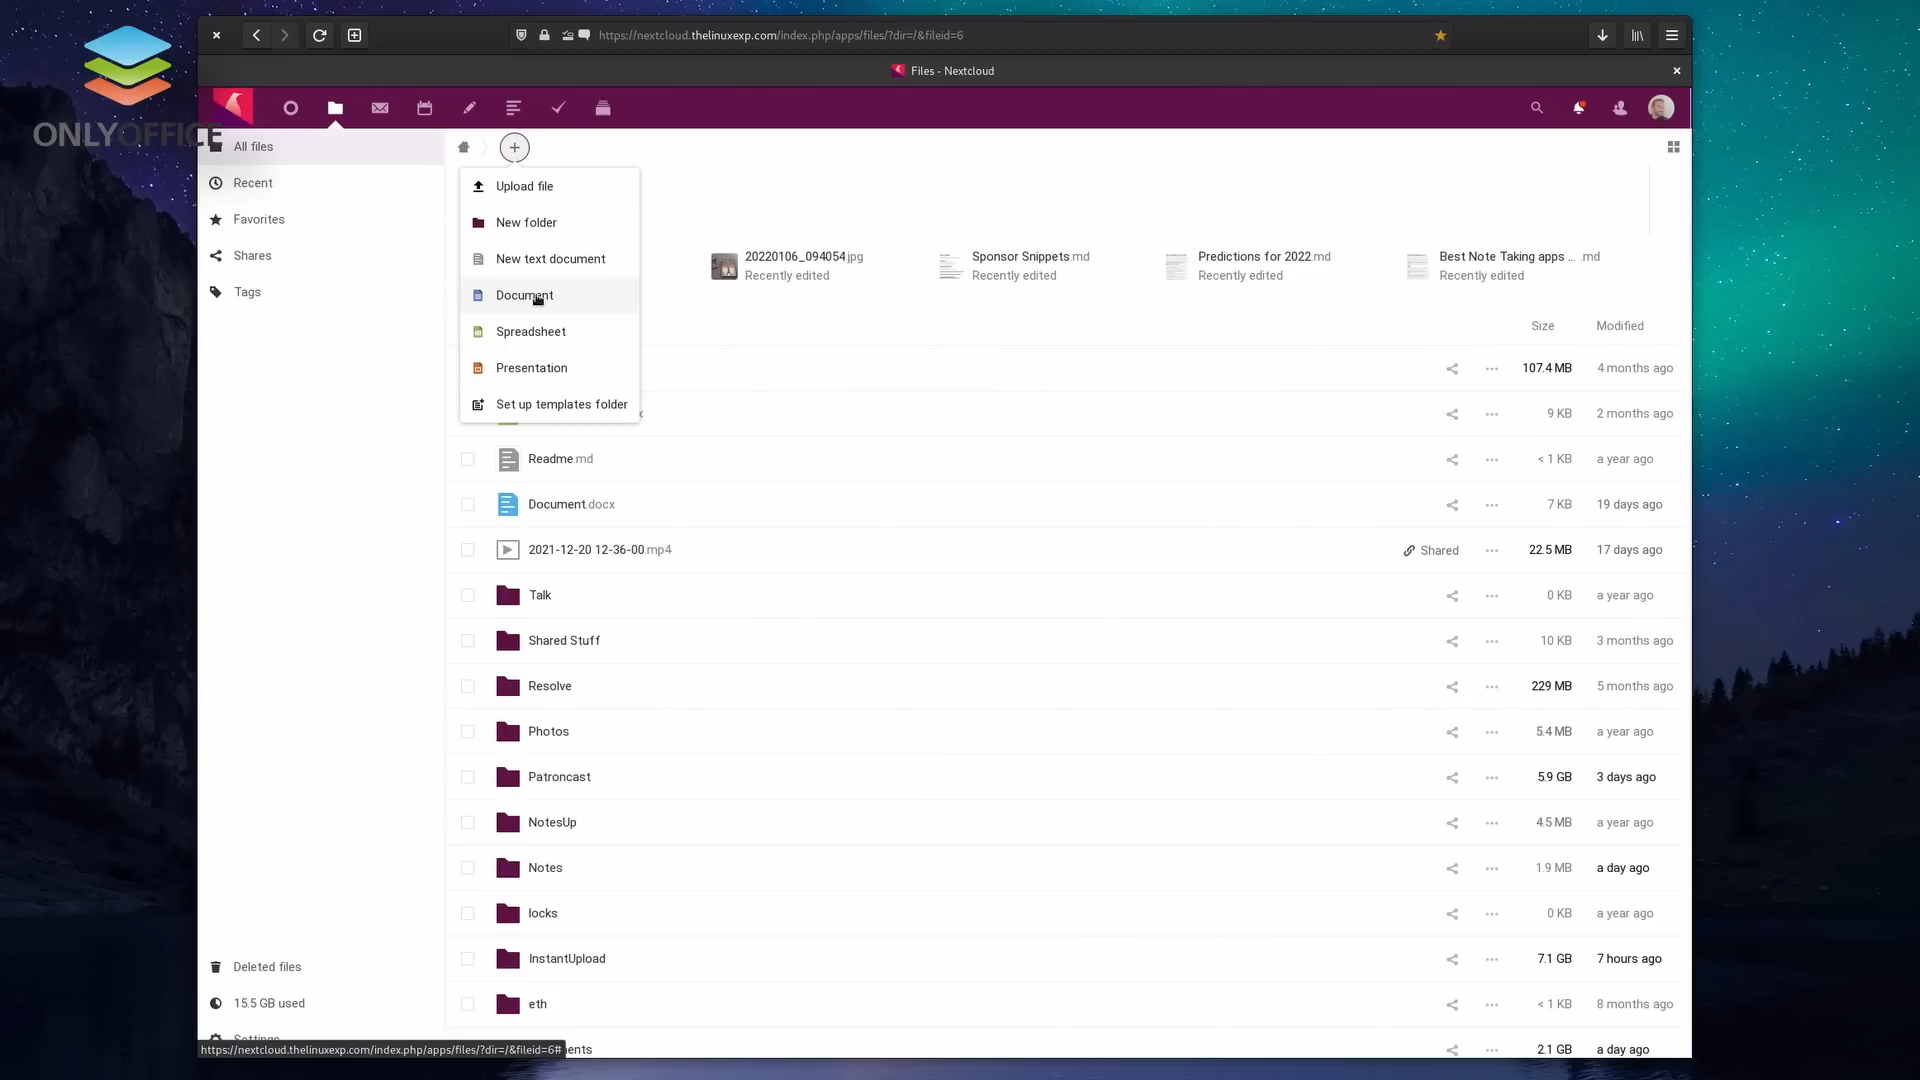 ONLYOFFICE
https://nextcloud.thelinuxexp.com/index.php/apps/files/?dir=/&fileid=6
Files - Nextcloud
All files
Recent
Favorites
Shares
Tags
Upload file
New folder
New text document
Document
Spreadsheet
Presentation
Set up templates folder
20220106_094054.jpg
Recently edited
Sponsor Snippets.md
Recently edited
Predictions for 2022.md
Recently edited
Best Note Taking apps ... .md
Recently edited
Size Modified
107.4 MB 4 months ago
x 9 KB 2 months ago
Readme.md < 1 KB a year ago
Document.docx 7 KB 19 days ago
2021-12-20 12-36-00.mp4 Shared 22.5 MB 17 days ago
Talk 0 KB a year ago
Shared Stuff 10 KB 3 months ago
Resolve 229 MB 5 months ago
Photos 5.4 MB a year ago
Patroncast 5.9 GB 3 days ago
NotesUp 4.5 MB a year ago
Notes 1.9 MB a day ago
locks 0 KB a year ago
InstantUpload 7.1 GB 7 hours ago
eth < 1 KB 8 months ago
ents 2.1 GB a day ago
Deleted files
15.5 GB used
Settings
https://nextcloud.thelinuxexp.com/index.php/apps/files/?dir=/&fileid=6#